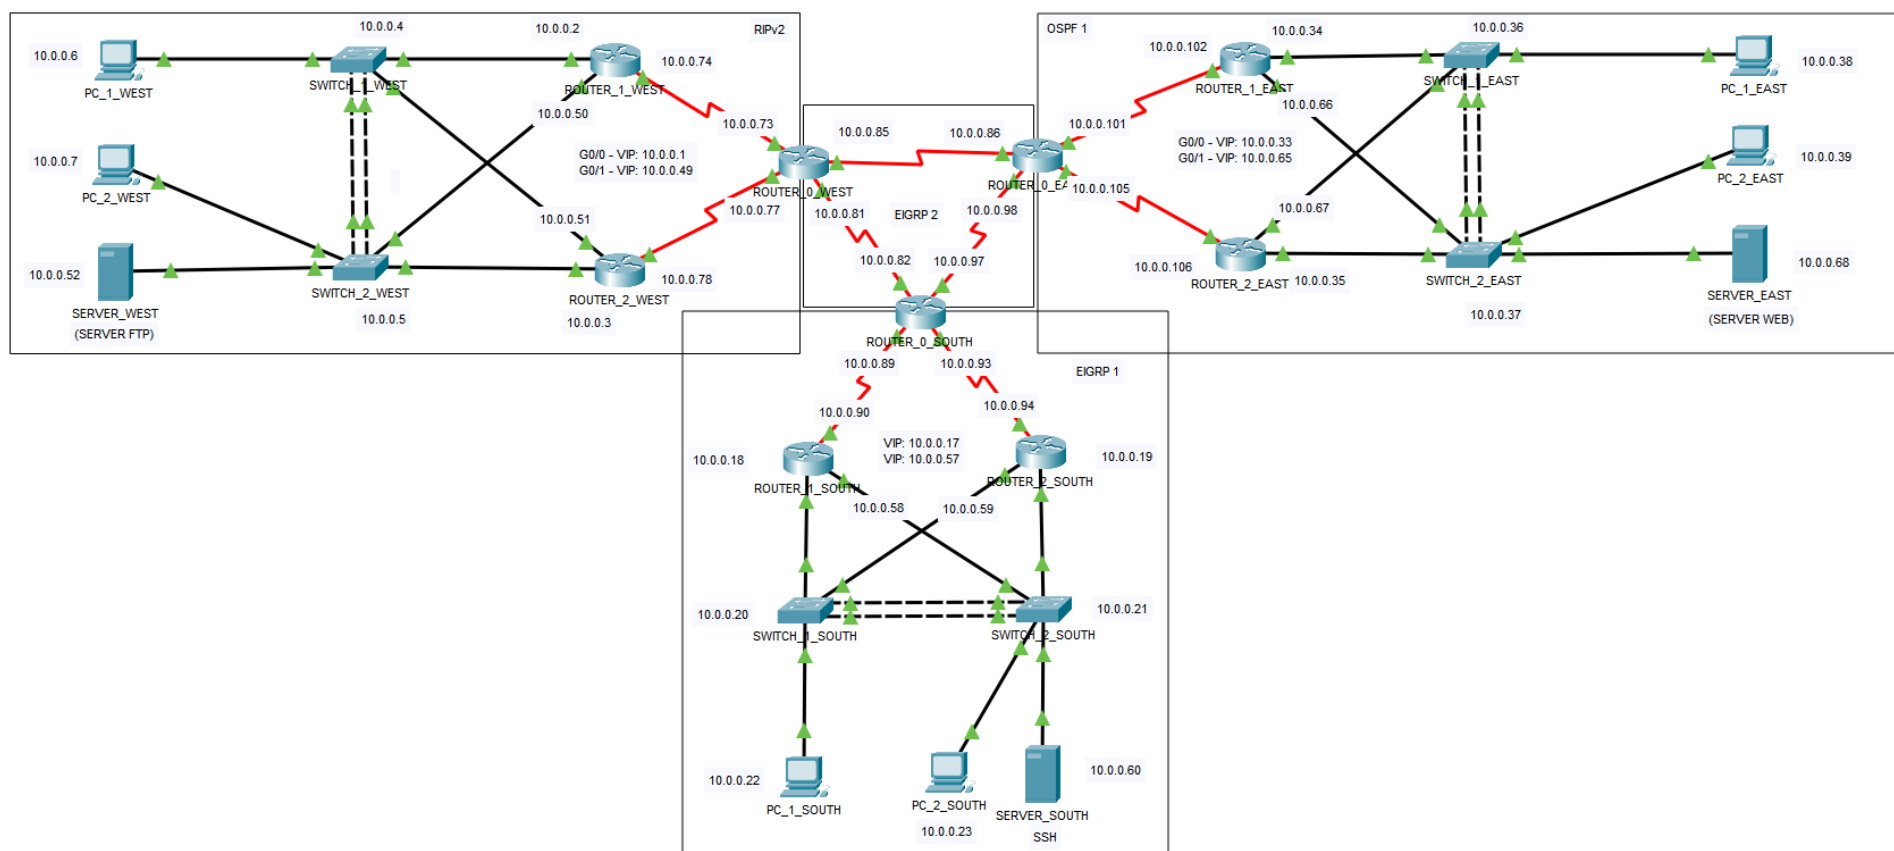 RIPv2
10.0.0.4
10.0.0.2
10.0.0.6
10.0.0.74
PC_1_WEST
SWITCH_1_WEST
ROUTER_1_WEST
10.0.0.50
10.0.0.73
10.0.0.7
G0/0 - VIP: 10.0.0.1
G0/1 - VIP: 10.0.0.49
PC_2_WEST
ROUTER_0_WEST
10.0.0.77
10.0.0.51
10.0.0.52
10.0.0.78
SWITCH_2_WEST
ROUTER_2_WEST
SERVER_WEST
(SERVER FTP)
10.0.0.5
10.0.0.3
10.0.0.85
10.0.0.86
10.0.0.81
EIGRP 2
10.0.0.98
10.0.0.82
10.0.0.97
OSPF 1
10.0.0.34
10.0.0.36
10.0.0.102
10.0.0.38
ROUTER_1_EAST
SWITCH_1_EAST
PC_1_EAST
10.0.0.66
10.0.0.101
G0/0 - VIP: 10.0.0.33
G0/1 - VIP: 10.0.0.65
10.0.0.39
ROUTER_0_EA
10.0.0.105
PC_2_EAST
10.0.0.67
10.0.0.106
ROUTER_2_EAST
10.0.0.35
SWITCH_2_EAST
10.0.0.68
SERVER_EAST
(SERVER WEB)
10.0.0.37
ROUTER_0_SOUTH
10.0.0.89
10.0.0.93
EIGRP 1
10.0.0.90
10.0.0.94
VIP: 10.0.0.17
VIP: 10.0.0.57
10.0.0.18
10.0.0.19
ROUTER_1_SOUTH
ROUTER_2_SOUTH
10.0.0.58
10.0.0.59
10.0.0.20
10.0.0.21
SWITCH_1_SOUTH
SWITCH_2_SOUTH
10.0.0.22
10.0.0.60
PC_1_SOUTH
PC_2_SOUTH
SERVER_SOUTH
10.0.0.23
SSH